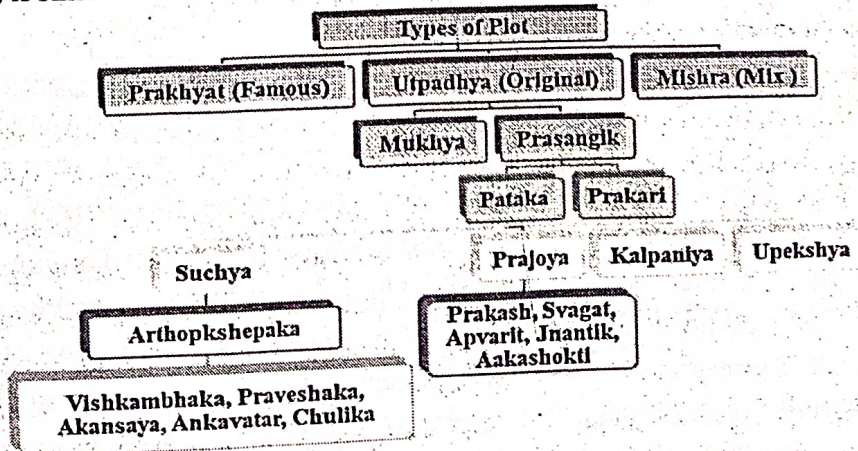 Types of Plot
Prakhyat (Famous)
Utpadhya (Original)
Mishra (Mix)
Mukhya
Prasangik
Pataka
Prakari
Suchya
Prajoya
Kalpaniya
Upekshya
Arthopkshepaka
Prakash, Svagat,
Apvarit, Jnantik,
Aakashokti
Vishkambhaka, Praveshaka,
Akansaya, Ankavatar, Chulika